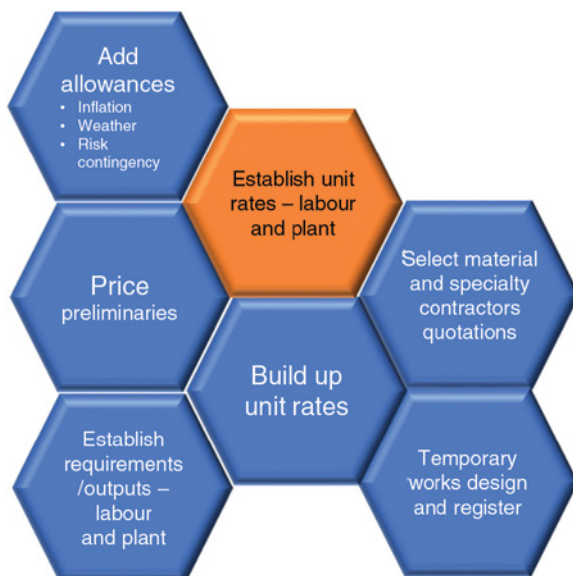 Add
allowances
• Inflation
• Weather
• Risk
contingency
Establish unit
rates – labour
and plant
Select material
and specialty
contractors
quotations
Price
preliminaries
Build up
unit rates
Establish
requirements
/outputs –
labour
and plant
Temporary
works design
and register